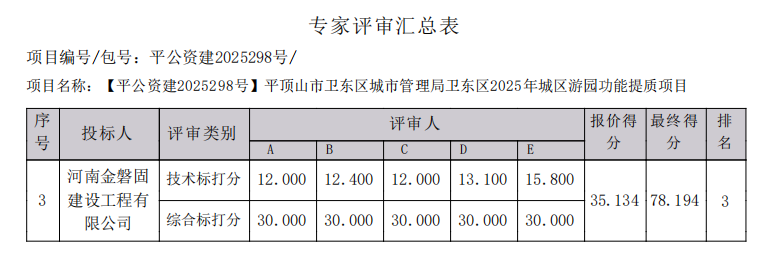 专家评审汇总表
项目编号/包号：平公资建2025298号/
项目名称：【平公资建2025298号】平顶山市卫东区城市管理局卫东区2025年城区游园功能提质项目
序号 投标人 评审类别 评审人 报价得分 最终得分 排名
A B C D E
3 河南金磐固建设工程有限公司 技术标打分 12.000 12.400 12.000 13.100 15.800 35.134 78.194 3
综合标打分 30.000 30.000 30.000 30.000 30.000